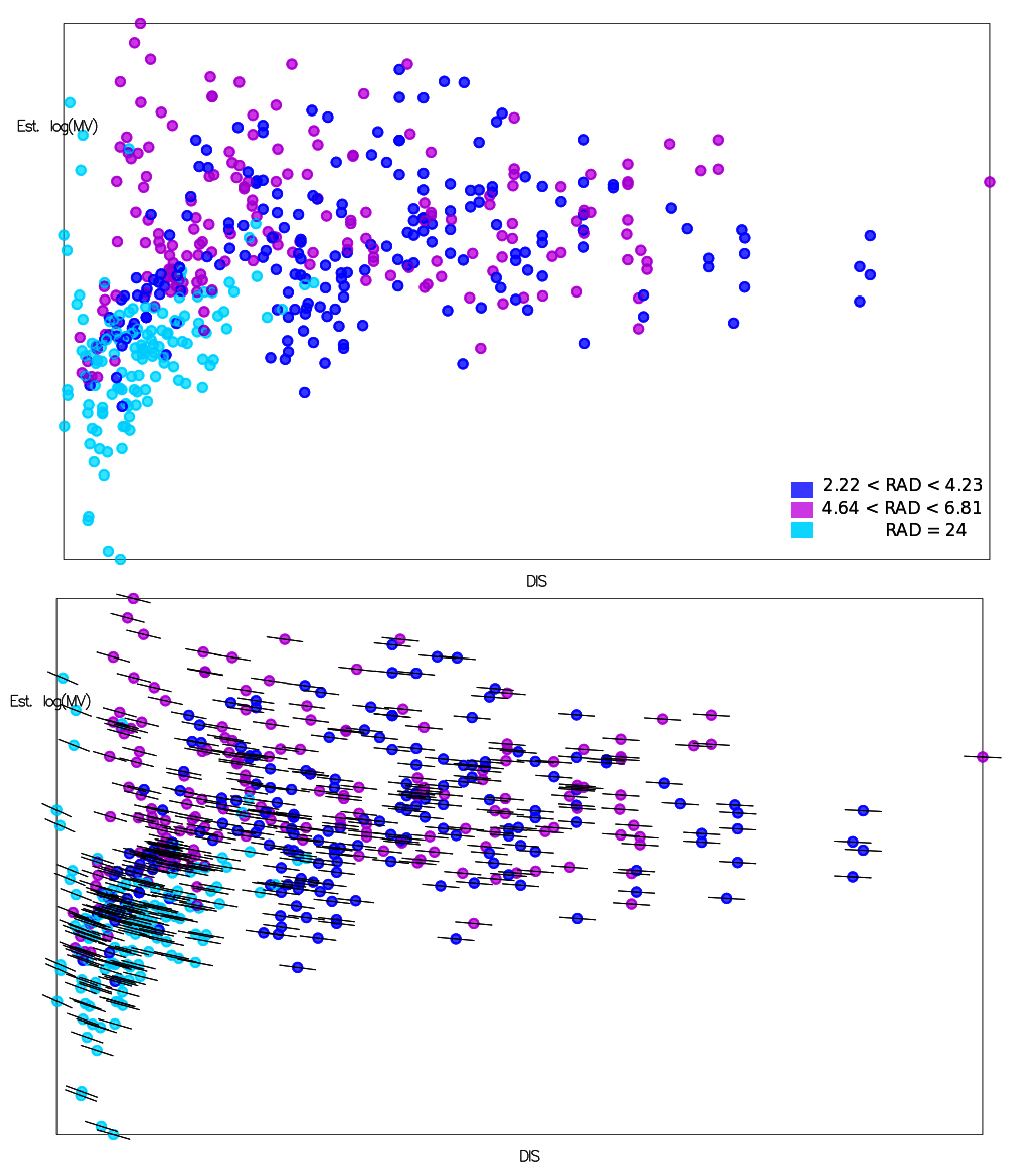 Est. log(MV)
2.22 < RAD < 4.23
4.64 < RAD < 6.81
RAD = 24
DIS
Est. log(MV)
DIS